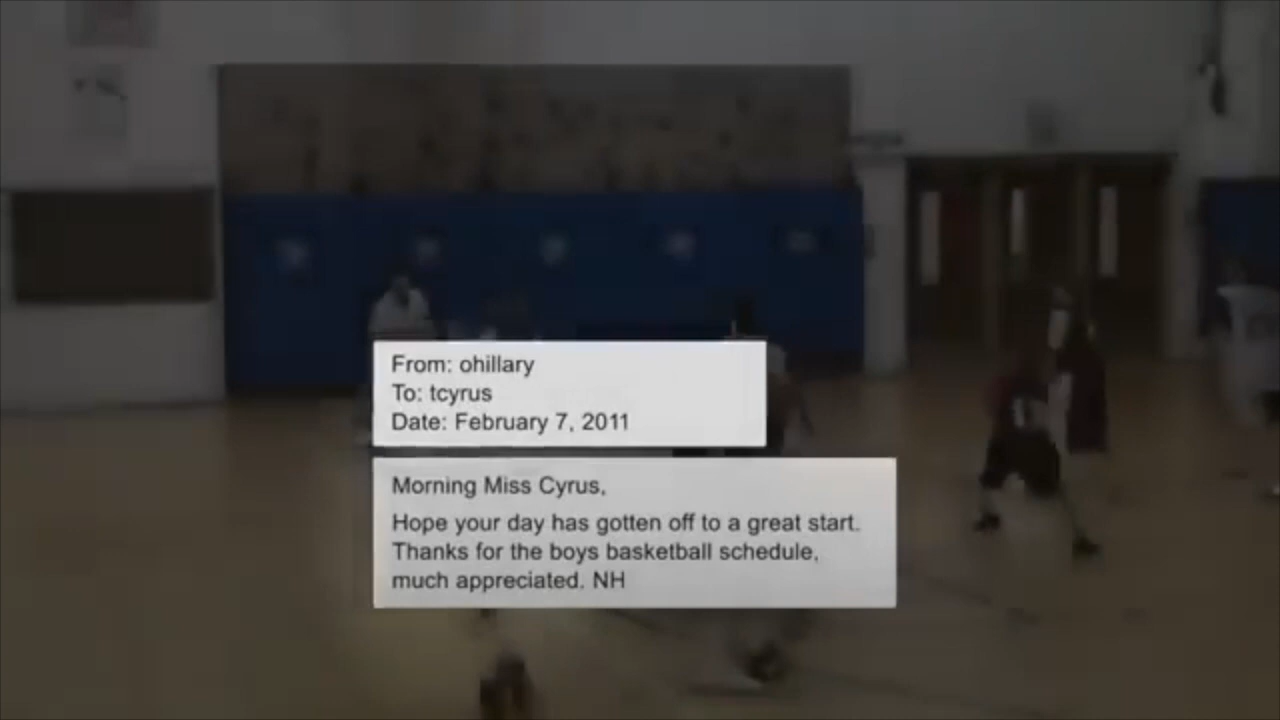 From: ohillary
To: tcyrus
Date: February 7, 2011
Morning Miss Cyrus,
Hope your day has gotten off to a great start.
Thanks for the boys basketball schedule,
much appreciated. NH